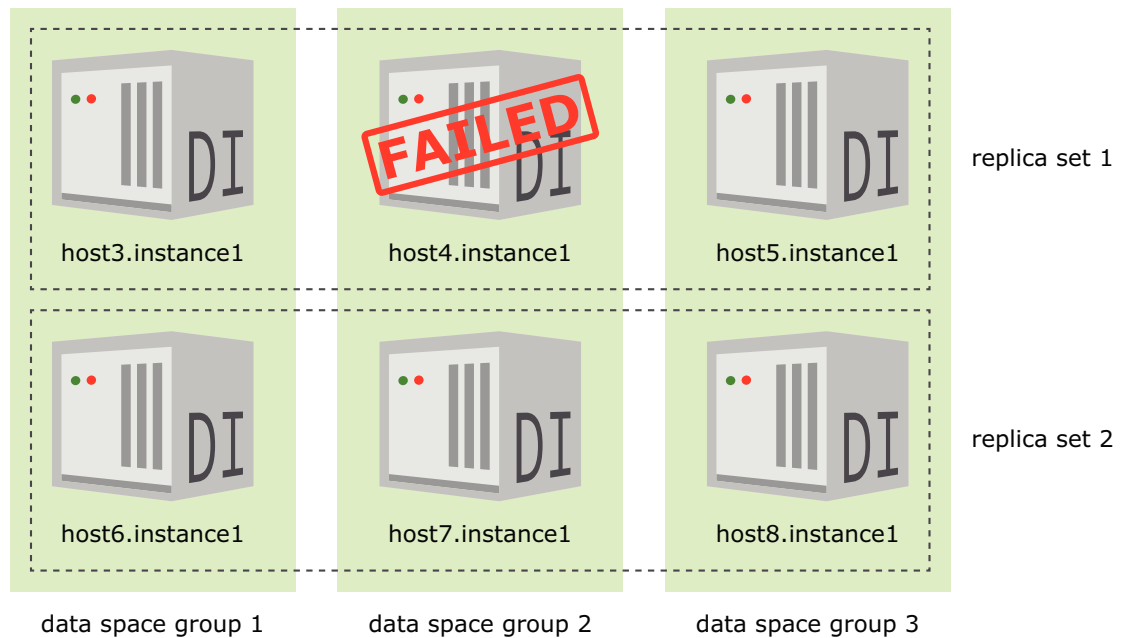 DI
FAILED
DI
DI
replica set 1
host3.instance1
host4.instance1
host5.instance1
DI
DI
DI
replica set 2
host6.instance1
host7.instance1
host8.instance1
data space group 1
data space group 2
data space group 3